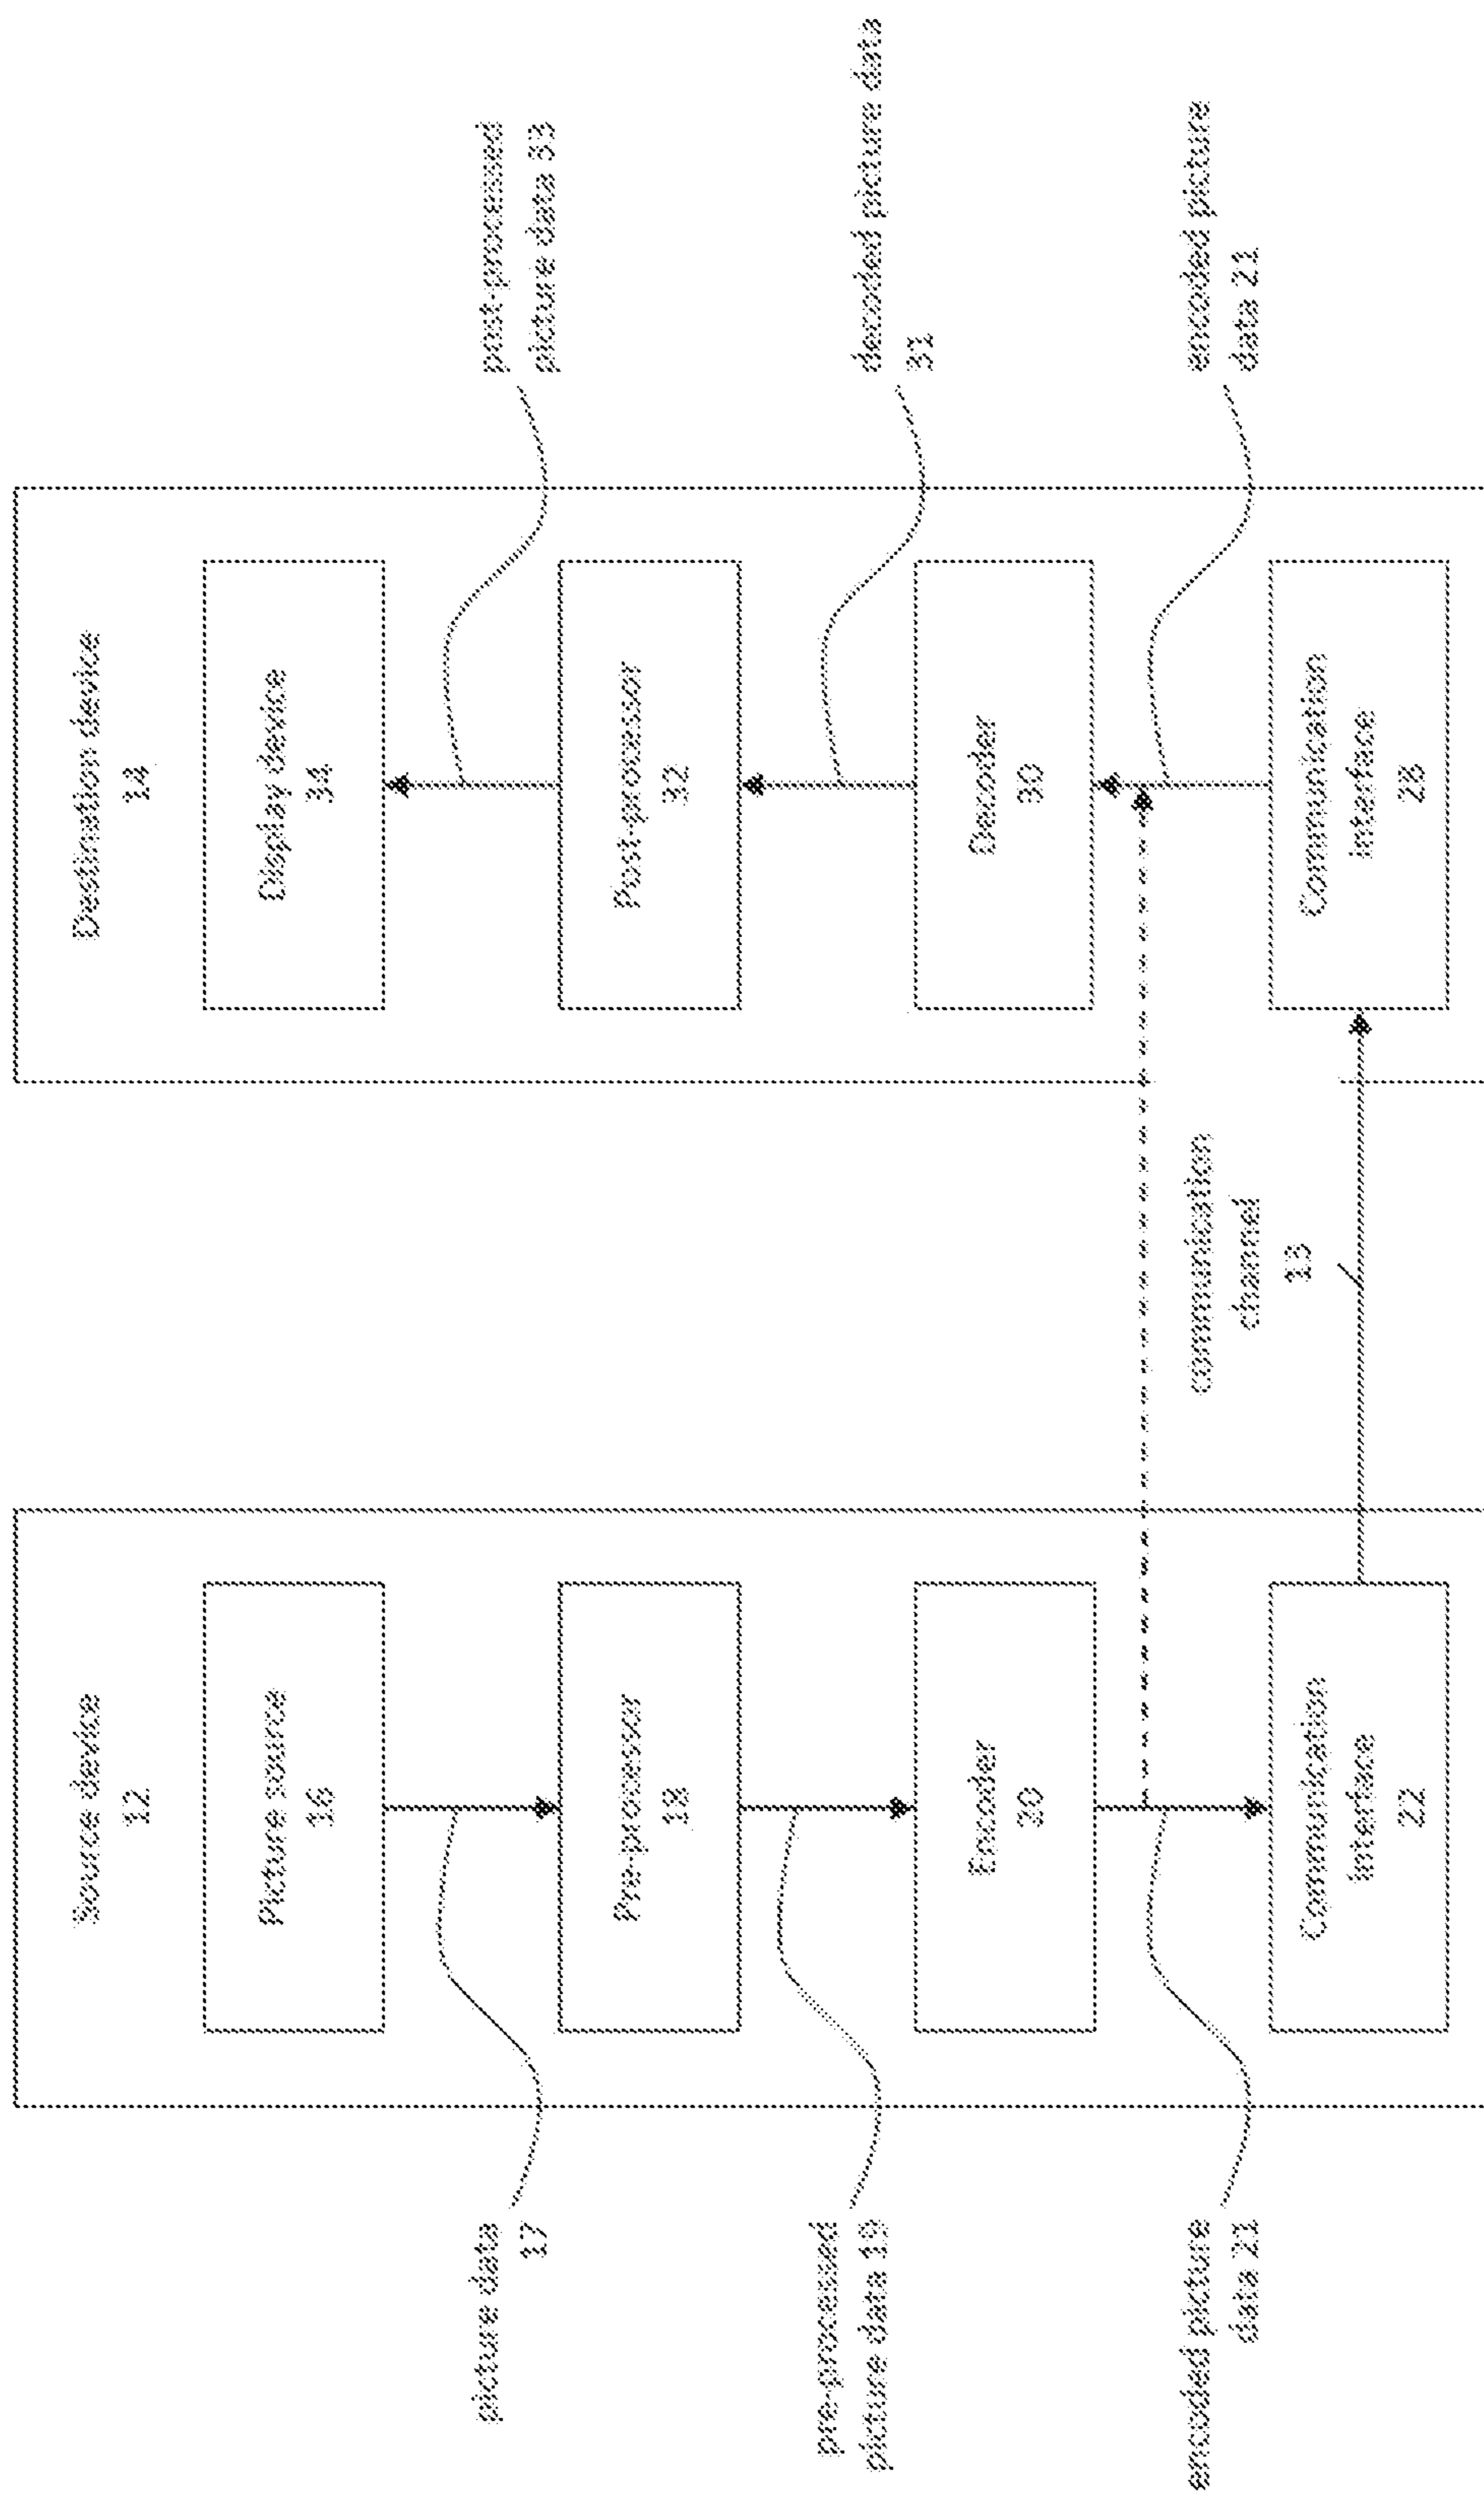 Source device
12
Destination device
14
Picture source
16
Display device
34
picture data
17
post-processed
picture data 33
Pre-processor
18
Post-processor
32
pre-processed
picture data 19
decoded picture data
31
Encoder
30
Decoder
30
encoded picture
data 21
communication
channel
13
encoded picture
data 21
Communication
interface
22
Communication
interface
28